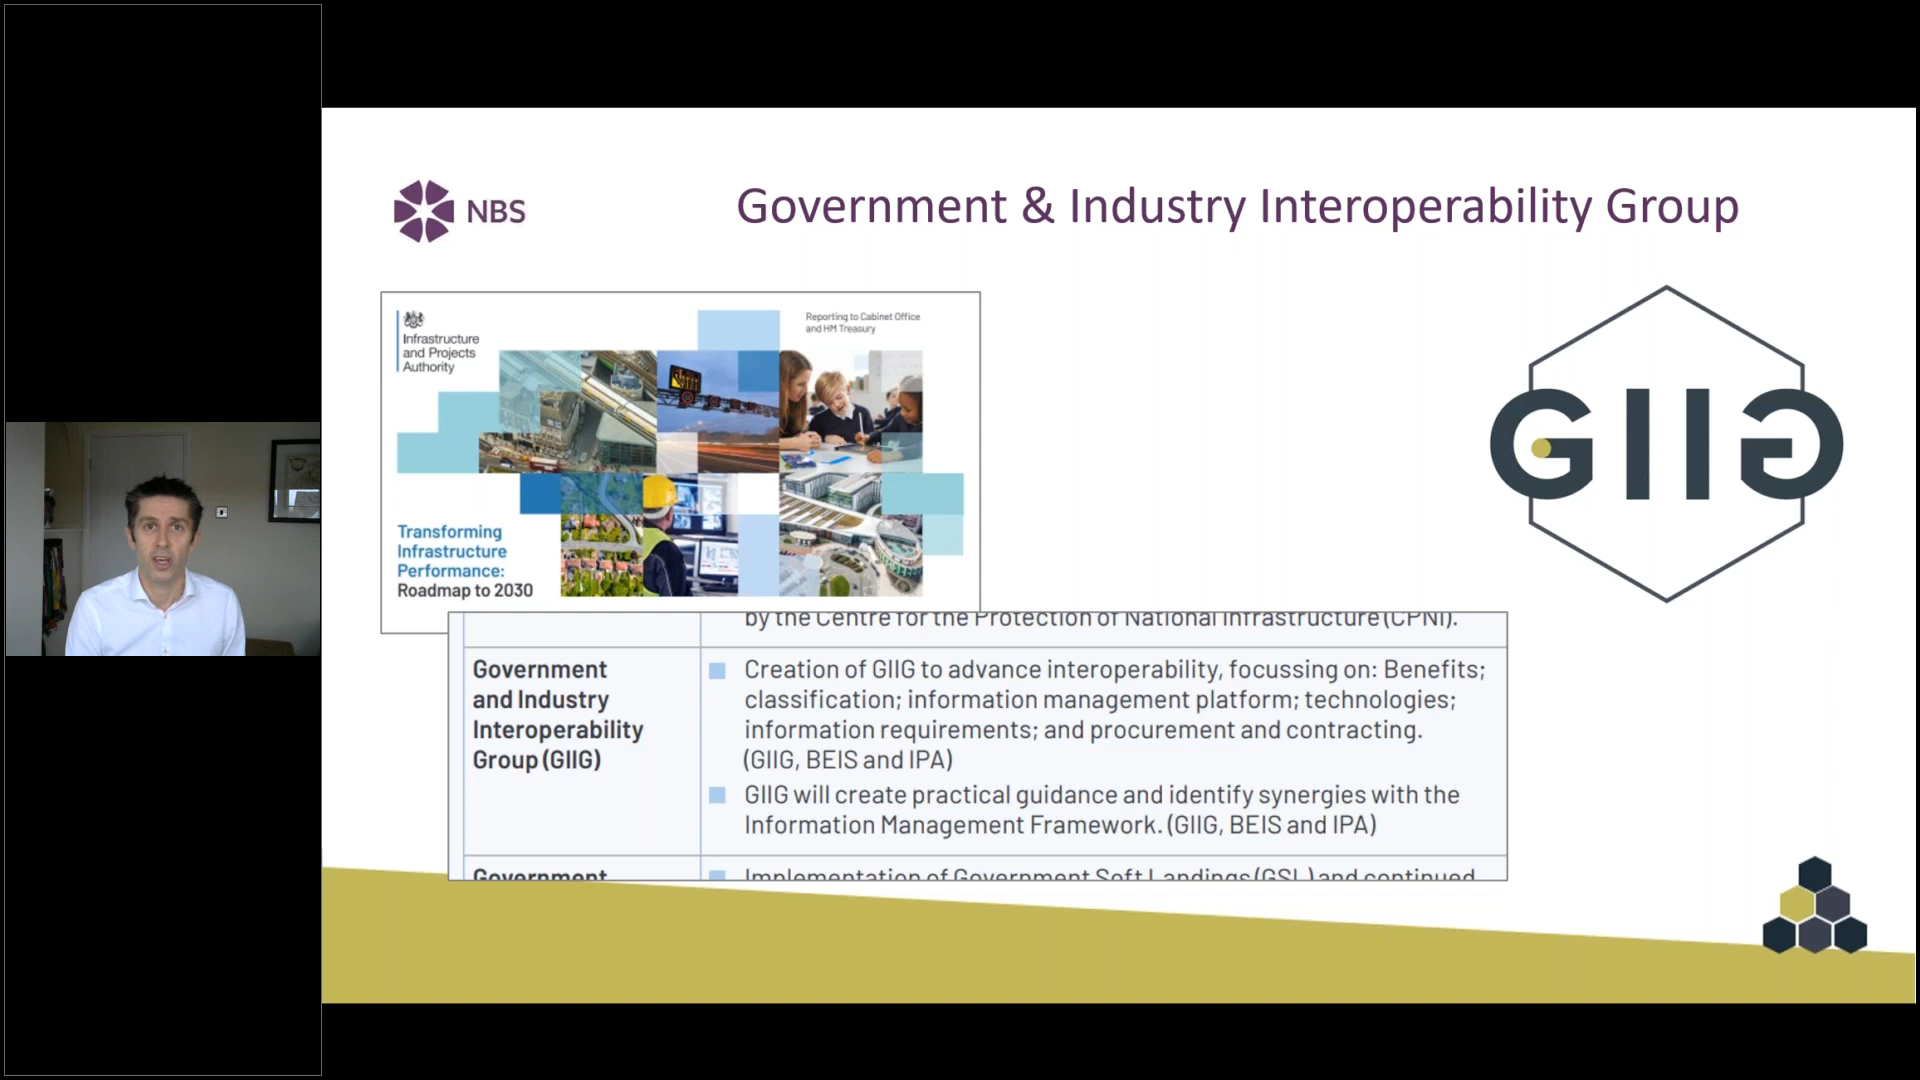 NBS
Government & Industry Interoperability Group
Infrastructure
and Projects
Authority
Reporting to Cabinet Office
and HM Treasury
Transforming
Infrastructure
Performance:
Roadmap to 2030
GIIG
by the Centre for the Protection of National Infrastructure (CPNI).
Government
and Industry
Interoperability
Group (GIIG)
Creation of GIIG to advance interoperability, focussing on: Benefits;
classification; information management platform; technologies;
information requirements; and procurement and contracting.
(GIIG, BEIS and IPA)
GIIG will create practical guidance and identify synergies with the
Information Management Framework. (GIIG, BEIS and IPA)
Government
Implementation of Government Soft Landings (GSL) and continued